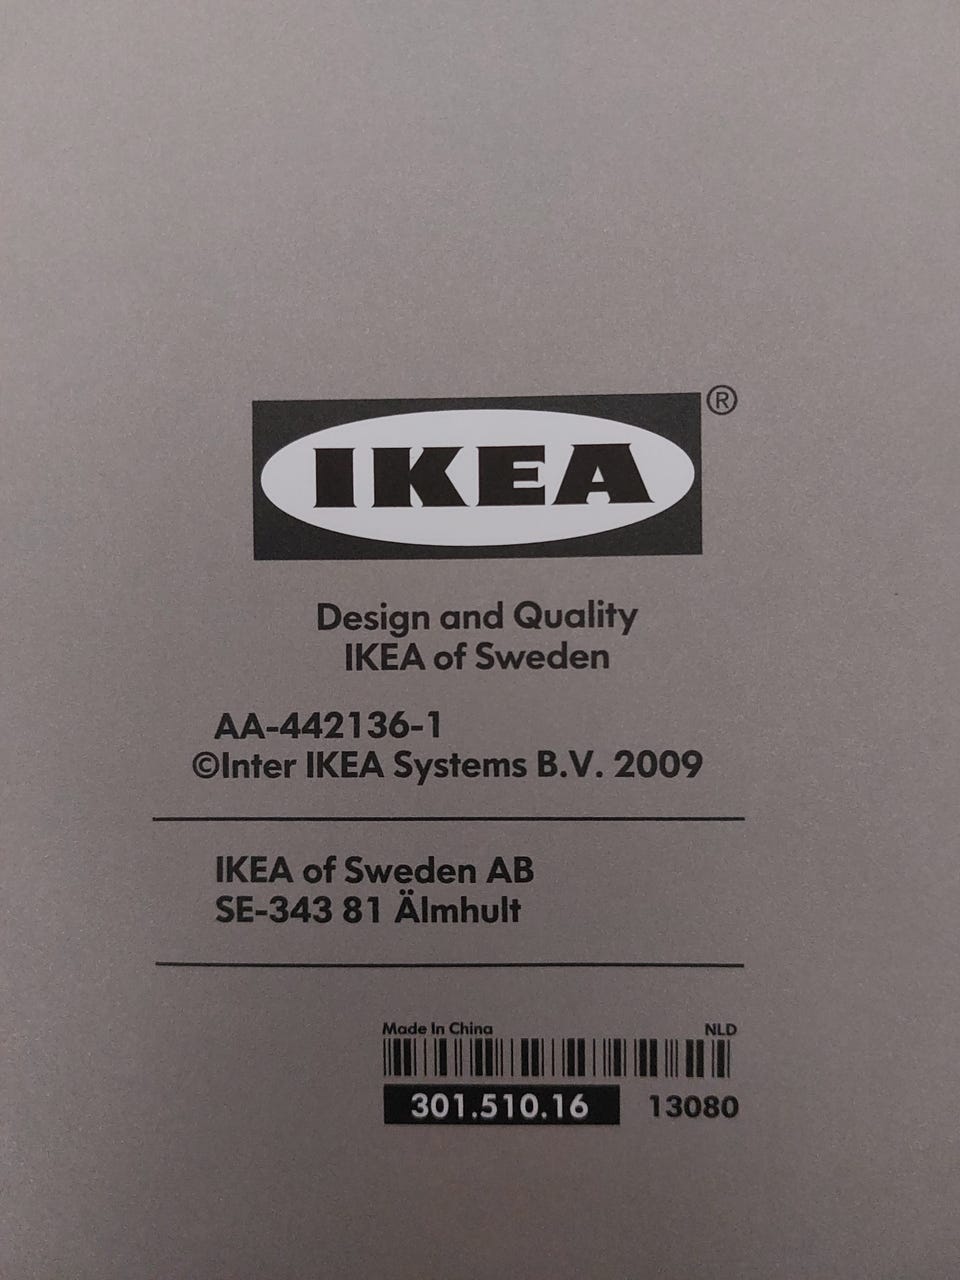 IKEA ®
Design and Quality
IKEA of Sweden
AA-442136-1
©Inter IKEA Systems B.V. 2009
IKEA of Sweden AB
SE-343 81 Älmhult
Made In China NLD
301.510.16 13080